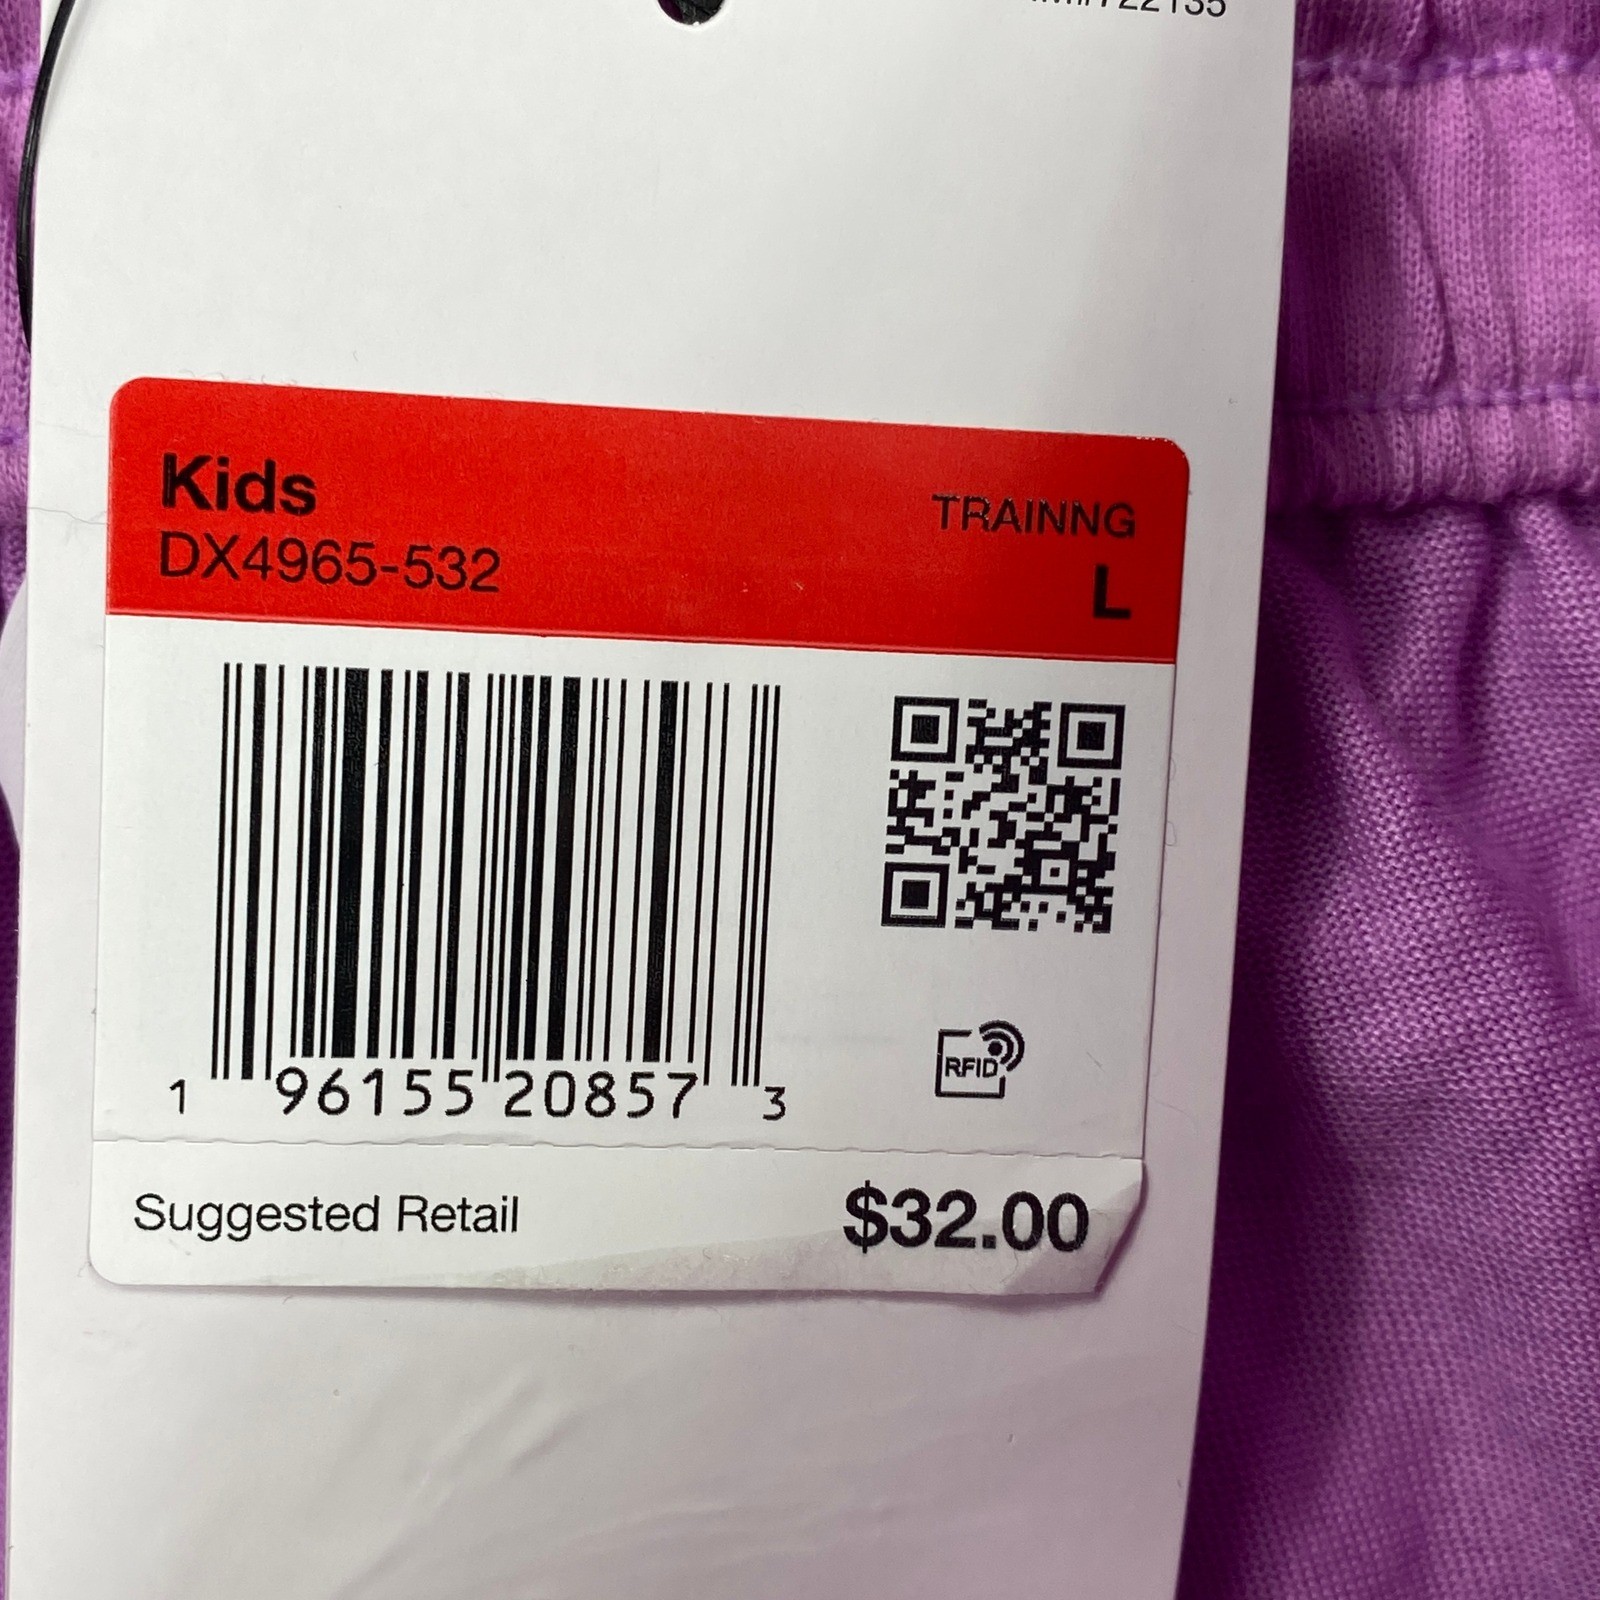 Kids
TRAINNG
DX4965-532
L
1 96155 20857 3
RFID
Suggested Retail
$32.00